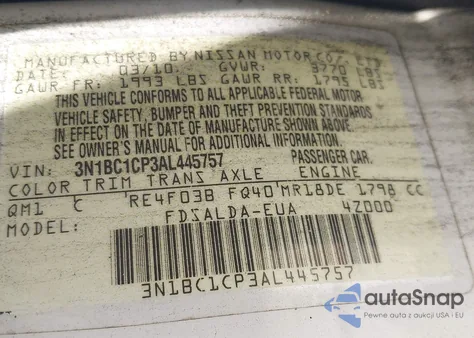 MANUFACTURED BY NISSAN MOTOR CO., LTD
DATE: 03/10. GVWR: 3770 LBS
GAWR FR: 1993 LBS GAWR RR: 1795 LBS
THIS VEHICLE CONFORMS TO ALL APPLICABLE FEDERAL MOTOR
VEHICLE SAFETY, BUMPER AND THEFT PREVENTION STANDARDS
IN EFFECT ON THE DATE OF MANUFACTURE SHOWN ABOVE.
SEE OWNER'S MANUAL FOR ADDITIONAL INFORMATION.
VIN: 3N1BC1CP3AL445757 PASSENGER CAR.
COLOR TRIM TRANS AXLE ENGINE
QM1 C RE4F03B FQ40 MR18DE 1798 CC
MODEL: FDSALDA-EUA 4Z000
3N1BC1CP3AL445757
autoSnap
Pewne auta z aukcji USA i EU